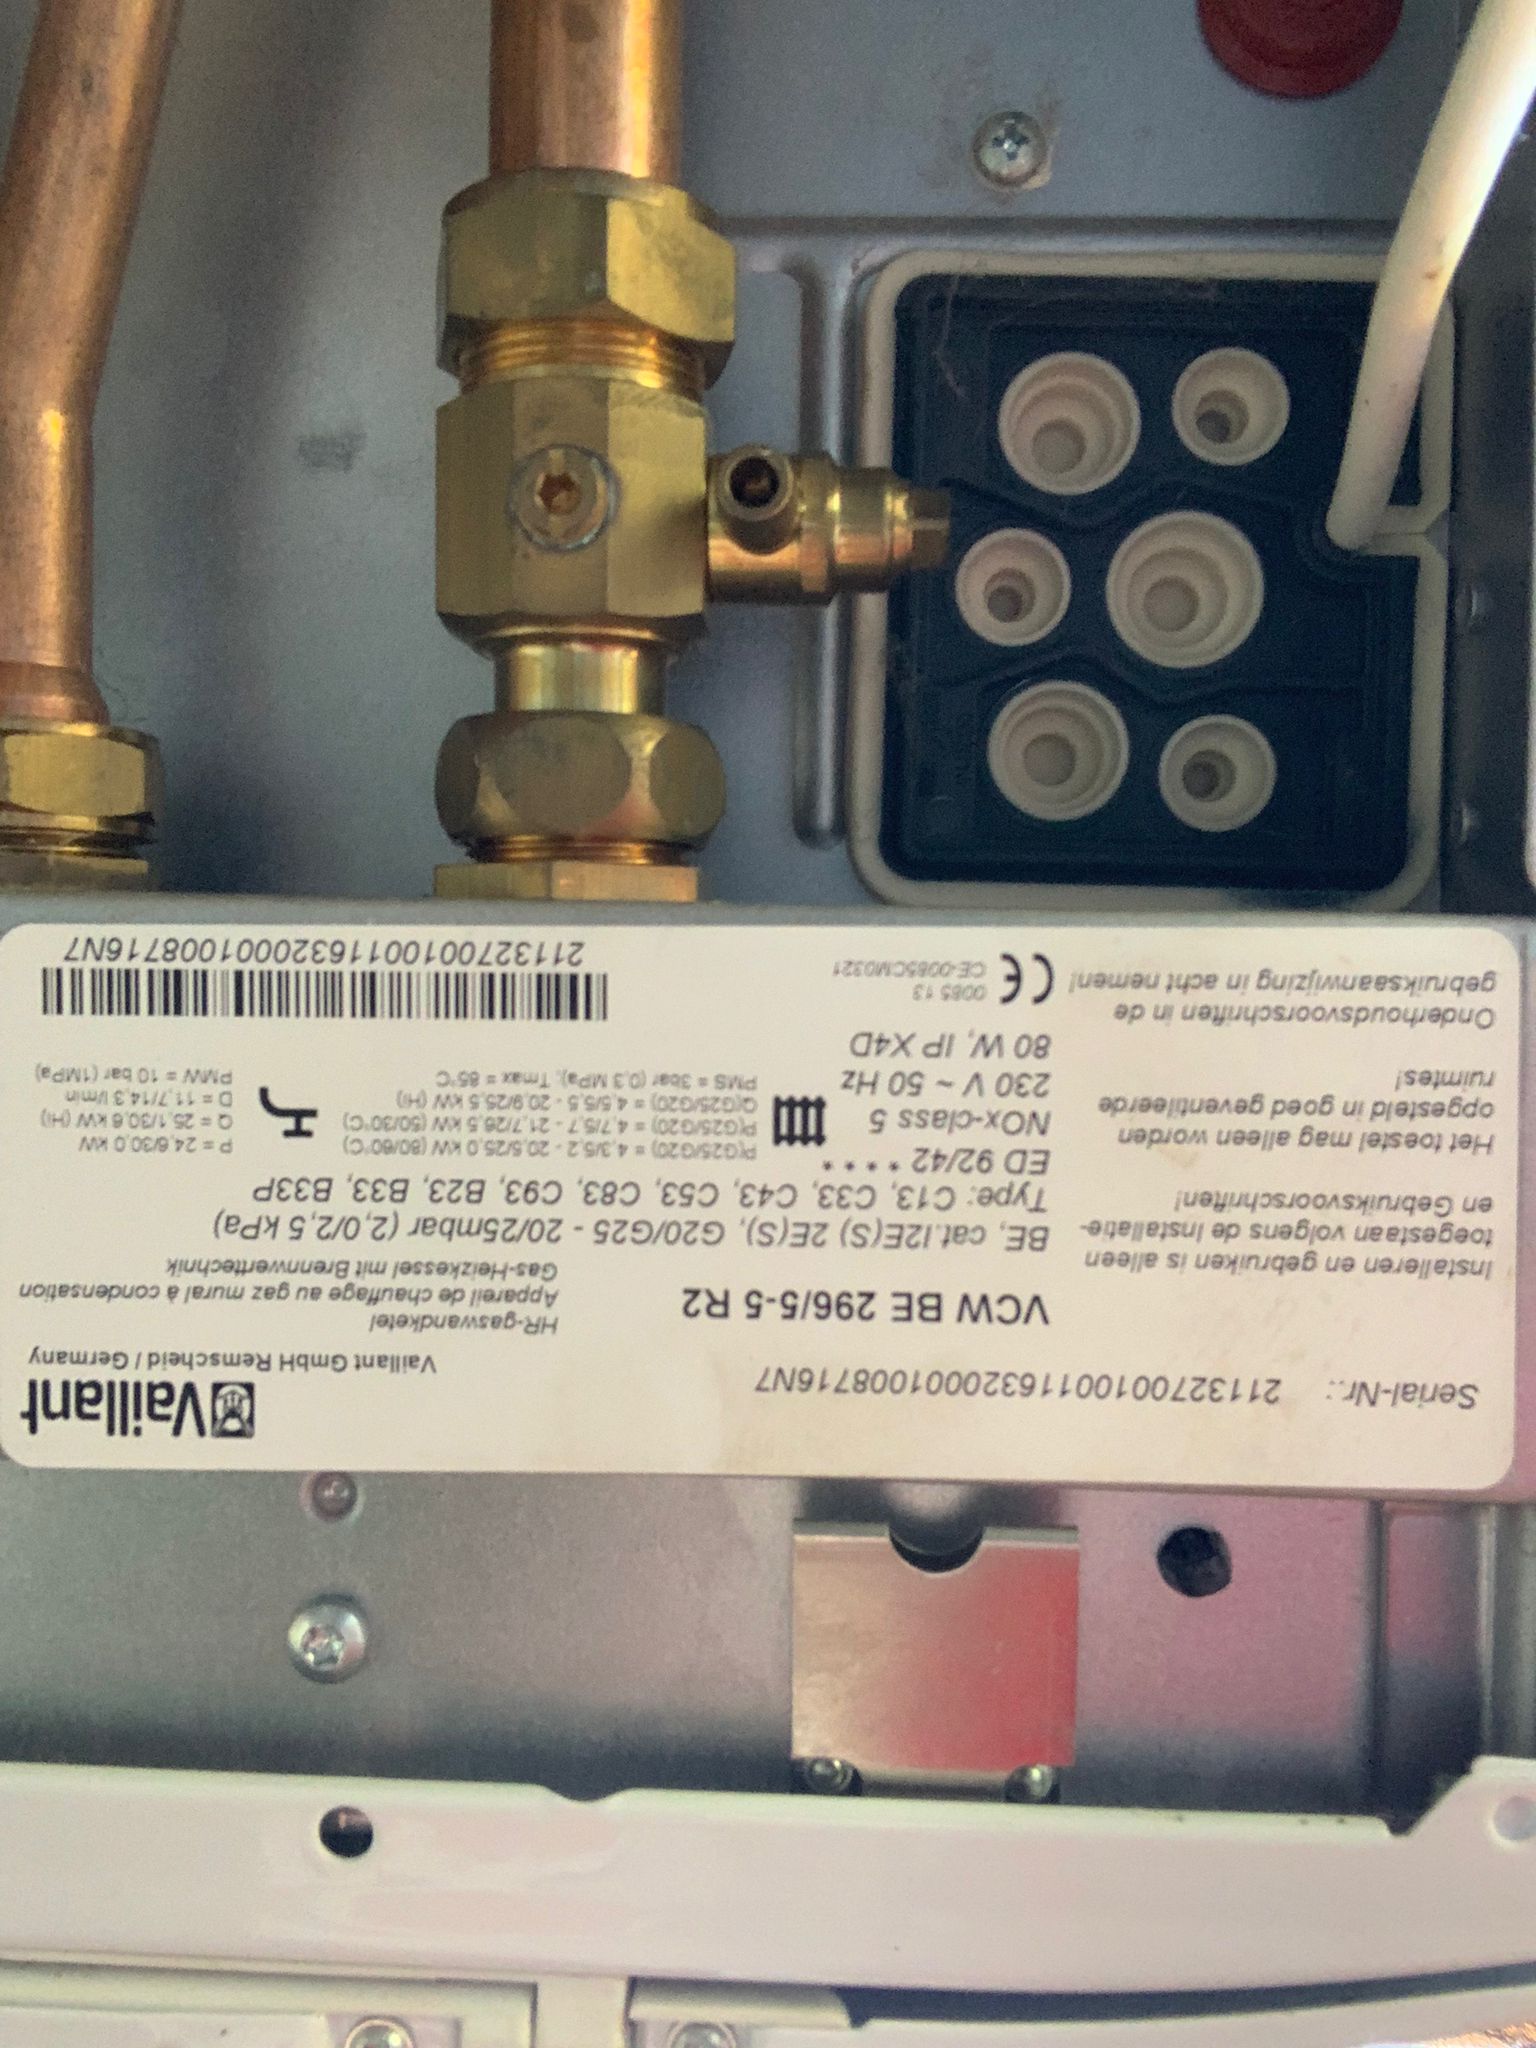 Serial-Nr.: 21132700100116320001008716N7
Vaillant
Vaillant GmbH Remscheid / Germany
VCW BE 296/5-5 R2
HR-gaswandketel
Appareil de chauffage au gaz mural à condensation
Gas-Heizkessel mit Brennwerttechnik
Installeren en gebruiken is alleen
toegestaan volgens de Installatie-
en Gebruiksvoorschriften!
Het toestel mag alleen worden
opgesteld in goed geventileerde
ruimtes!
Onderhoudsvoorschriften in de
gebruiksaanwijzing in acht nemen!
BE, cat.I2E(S) 2E(S), G20/G25 - 20/25mbar (2,0/2,5 kPa)
Type: C13, C33, C43, C53, C83, C93, B23, B33, B33P
ED 92/42 * * * *
NOx-class 5
230 V ~ 50 Hz
80 W, IP X4D
CE 0085 13
CE-0085CM0321
P(G25/G20) = 4,3/5,2 - 20,5/25,0 kW (80/60°C)
P(G25/G20) = 4,7/5,7 - 21,7/26,5 kW (50/30°C)
Q(G25/G20) = 4,5/5,5 - 20,9/25,5 kW (Hi)
PMS = 3bar (0,3 MPa), Tmax = 85°C
P = 24,6/30,0 kW
Q = 25,1/30,6 kW (Hi)
D = 11,7/14,3 l/min
PMW = 10 bar (1MPa)
21132700100116320001008716N7